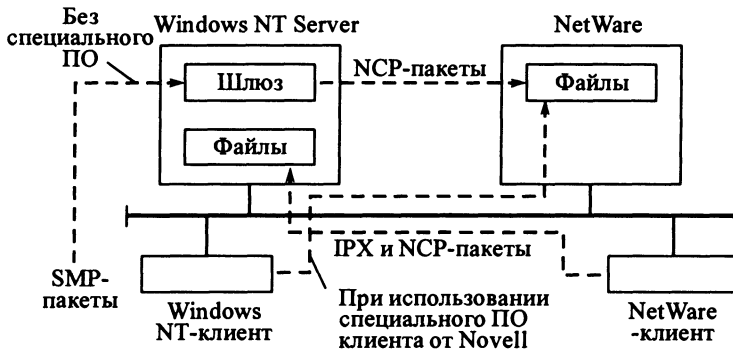 Без
специального
ПО
Windows NT Server
NetWare
Шлюз
NCP-пакеты
Файлы
Файлы
IPX и NCP-пакеты
SMP-
пакеты
Windows
NT-клиент
При использовании
специального ПО
клиента от Novell
NetWare
-клиент